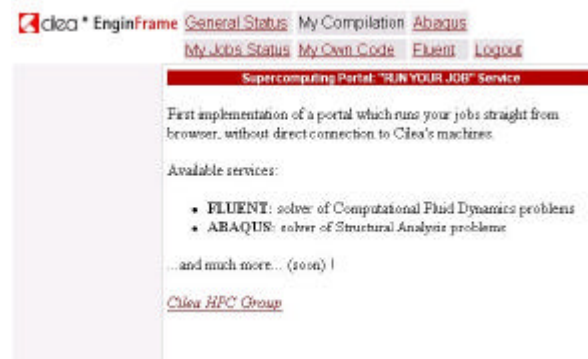 cilea * EnginFrame General Status My Compilation Abaqus
My Jobs Status My Own Code Fluent Logout
Supercomputing Portal: "RUN YOUR JOB" Service
First implementation of a portal which runs your jobs straight from
browser, without direct connection to Cilea's machines.
Available services:
• FLUENT: solver of Computational Fluid Dynamics problems
• ABAQUS: solver of Structural Analysis problems
...and much more... (soon) !
Cilea HPC Group